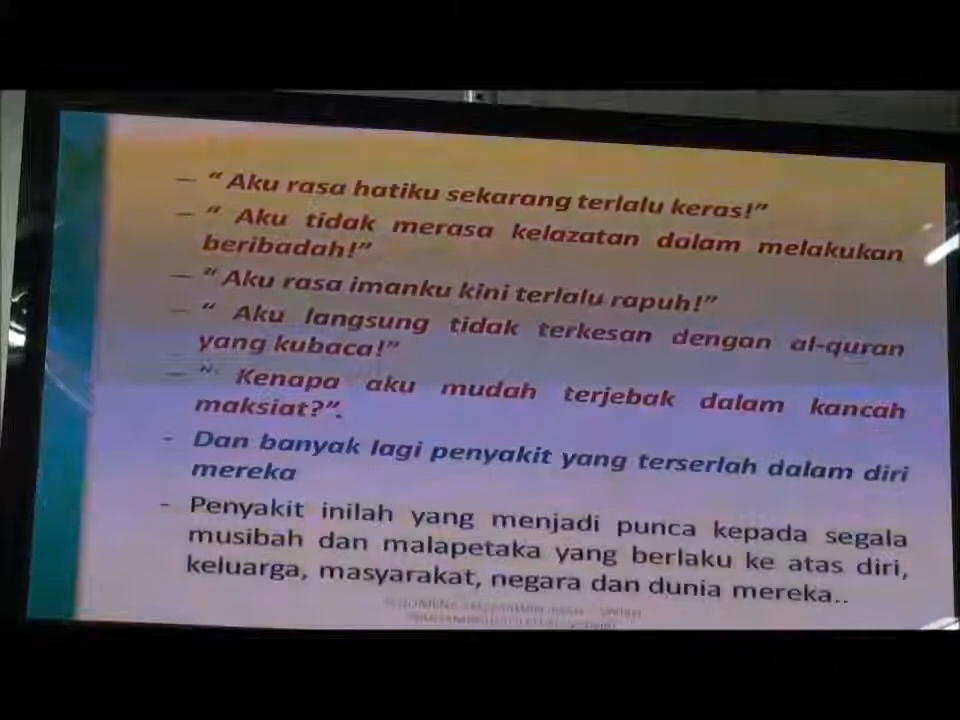 – “ Aku rasa hatiku sekarang terlalu keras!”
– “ Aku tidak merasa kelazatan dalam melakukan
beribadah!”
– “ Aku rasa imanku kini terlalu rapuh!”
– “ Aku langsung tidak terkesan dengan al-quran
yang kubaca!”
– “ Kenapa aku mudah terjebak dalam kancah
maksiat?”.
- Dan banyak lagi penyakit yang terserlah dalam diri
mereka
- Penyakit inilah yang menjadi punca kepada segala
musibah dan malapetaka yang berlaku ke atas diri,
keluarga, masyarakat, negara dan dunia mereka..